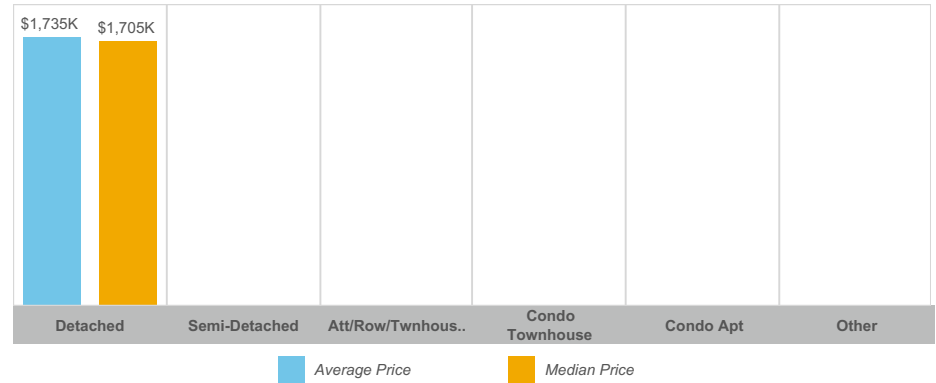 $1,735K
$1,705K
Detached
Semi-Detached
Att/Row/Twnhous..
Condo
Townhouse
Condo Apt
Other
Average Price
Median Price